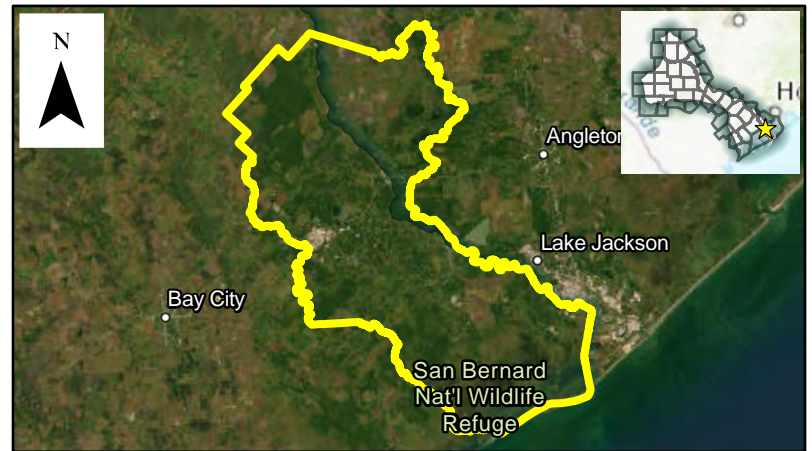 N
Angleton
Lake Jackson
Bay City
San Bernard
Nat'l Wildlife
Refuge